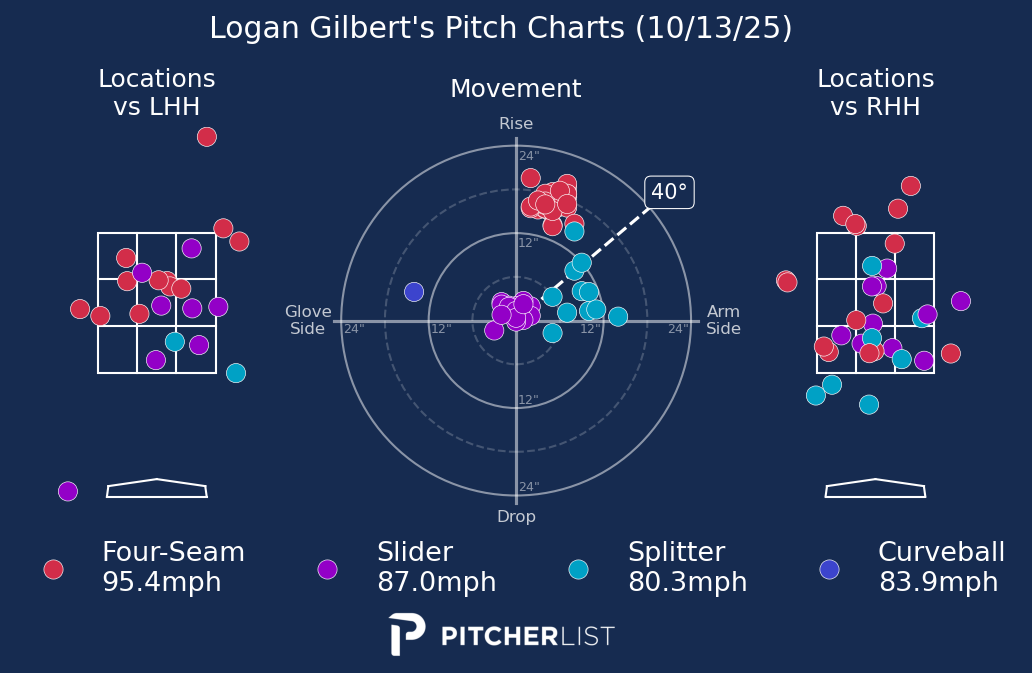 Logan Gilbert's Pitch Charts (10/13/25)
Locations
vs LHH
Movement
Locations
vs RHH
Rise
24"
40°
12"
Glove
Side
24"
12"
12"
24"
Arm
Side
12"
24"
Drop
Four-Seam
95.4mph
Slider
87.0mph
Splitter
80.3mph
Curveball
83.9mph
PITCHERLIST